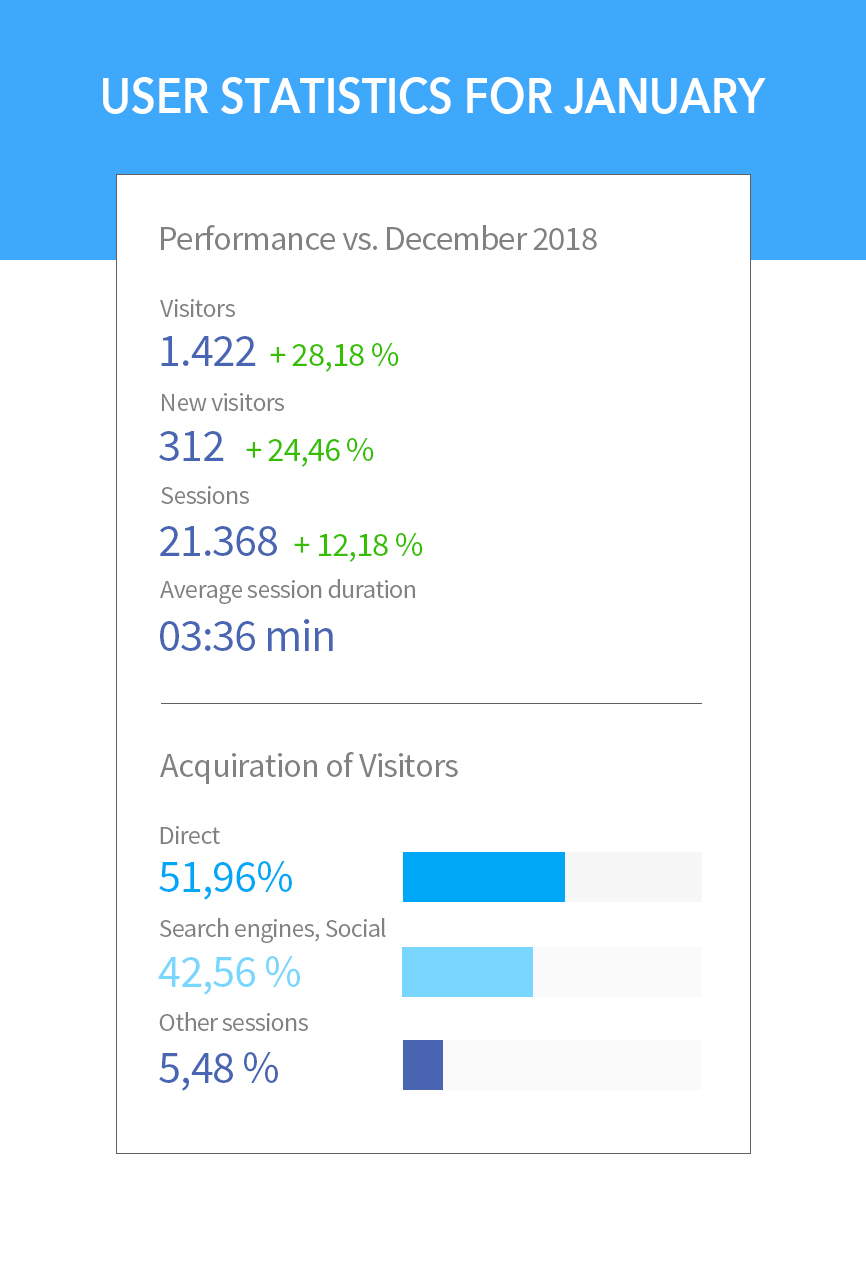 USER STATISTICS FOR JANUARY
Performance vs. December 2018
Visitors
1.422 + 28,18 %
New visitors
312 + 24,46 %
Sessions
21.368 + 12,18 %
Average session duration
03:36 min
Acquiration of Visitors
Direct
51,96%
Search engines, Social
42,56 %
Other sessions
5,48 %